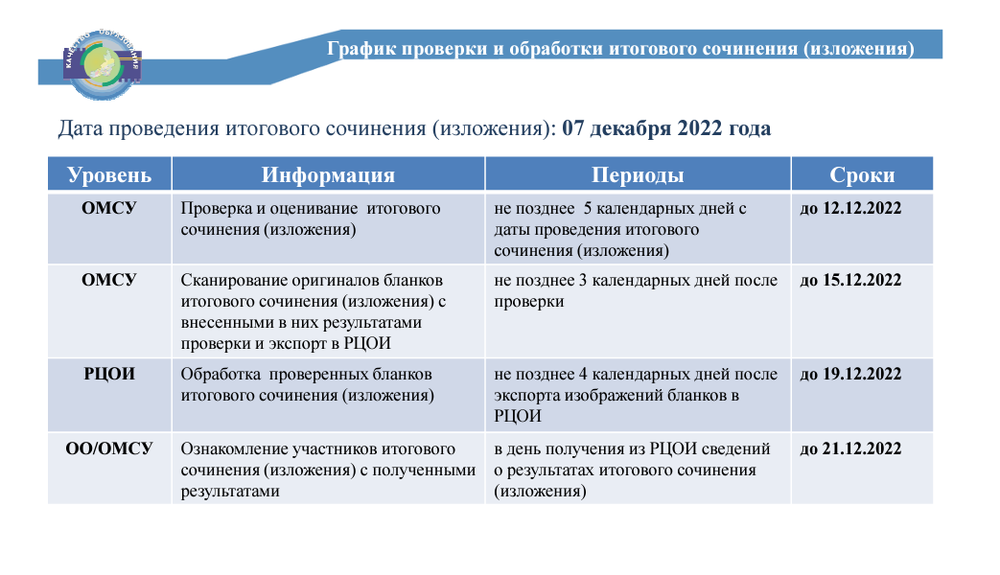 КАЧЕСТВО ОБРАЗОВАНИЯ
График проверки и обработки итогового сочинения (изложения)
Дата проведения итогового сочинения (изложения): 07 декабря 2022 года
Уровень Информация Периоды Сроки
ОМСУ Проверка и оценивание итогового не позднее 5 календарных дней с до 12.12.2022
сочинения (изложения) даты проведения итогового
сочинения (изложения)
ОМСУ Сканирование оригиналов бланков не позднее 3 календарных дней после до 15.12.2022
итогового сочинения (изложения) с проверки
внесенными в них результатами
проверки и экспорт в РЦОИ
РЦОИ Обработка проверенных бланков не позднее 4 календарных дней после до 19.12.2022
итогового сочинения (изложения) экспорта изображений бланков в
РЦОИ
ОО/ОМСУ Ознакомление участников итогового в день получения из РЦОИ сведений до 21.12.2022
сочинения (изложения) с полученными о результатах итогового сочинения
результатами (изложения)